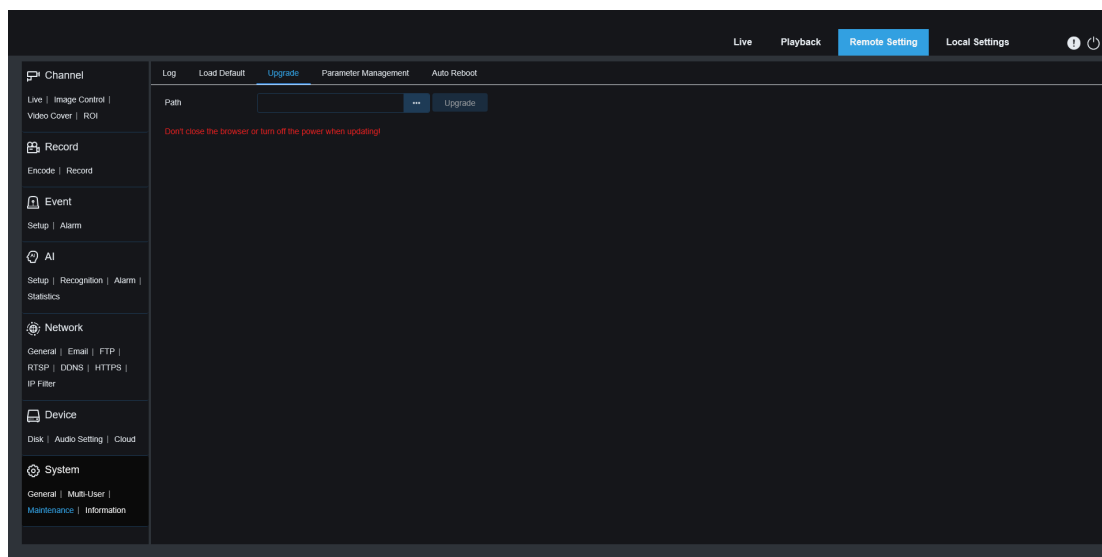 Live Playback Remote Setting Local Settings
Channel
Live | Image Control |
Video Cover | ROI
Record
Encode | Record
Event
Setup | Alarm
AI
Setup | Recognition | Alarm |
Statistics
Network
General | Email | FTP |
RTSP | DDNS | HTTPS |
IP Filter
Device
Disk | Audio Setting | Cloud
System
General | Multi-User |
Maintenance | Information
Log Load Default Upgrade Parameter Management Auto Reboot
Path ... Upgrade
Don't close the browser or turn off the power when updating!